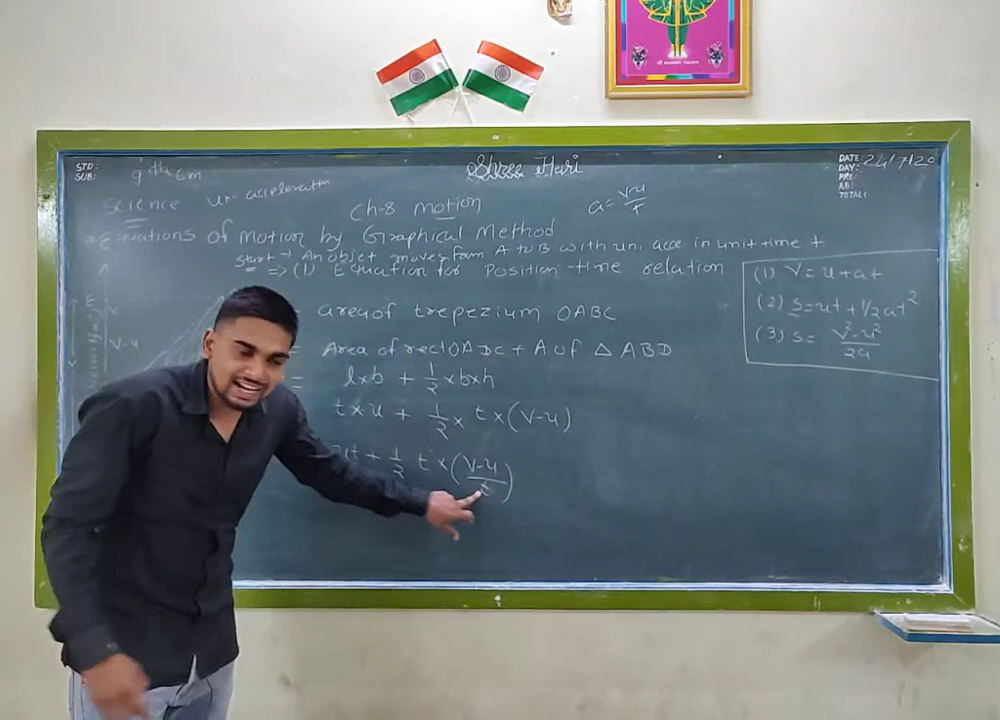 STD: 9th Em
SUB:
Science
un- acceleration
Shree Hari
DATE: 24/7/20
DAY:
PRE:
AB:
TOTAL:
Ch-8 motion
a = v-u/t
* Equations of Motion by Graphical Method
Start → An objet moves from A to B with uni acce in unit time t
⇒ (1) Equation for Position-time relation
area of trepezium OABC
= Area of rect OADC + A of △ ABD
= l×b + 1/2 ×b×h
t×u + 1/2 × t×(v-u)
ut + 1/2 t × (v-u/t)
(1) v = u+at
(2) s=ut + 1/2 at²
(3) s = v²-u²/2a
E
v-u